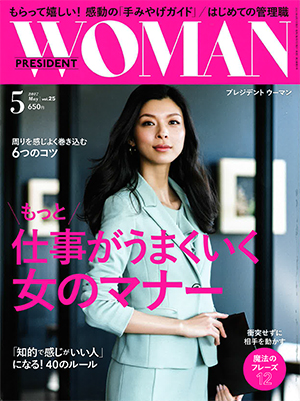 もらって嬉しい!感動の「手みやげガイド」/はじめての管理職
PRESIDENT
WOMAN
プレジデント ウーマン
5
2017
May
vol.25
650円
周りを感じよく巻き込む
6つのコツ
もっと
仕事がうまくいく
女のマナー
「知的で感じがいい人」
になる!40のルール
衝突せずに
相手を動かす
魔法の
フレーズ
12